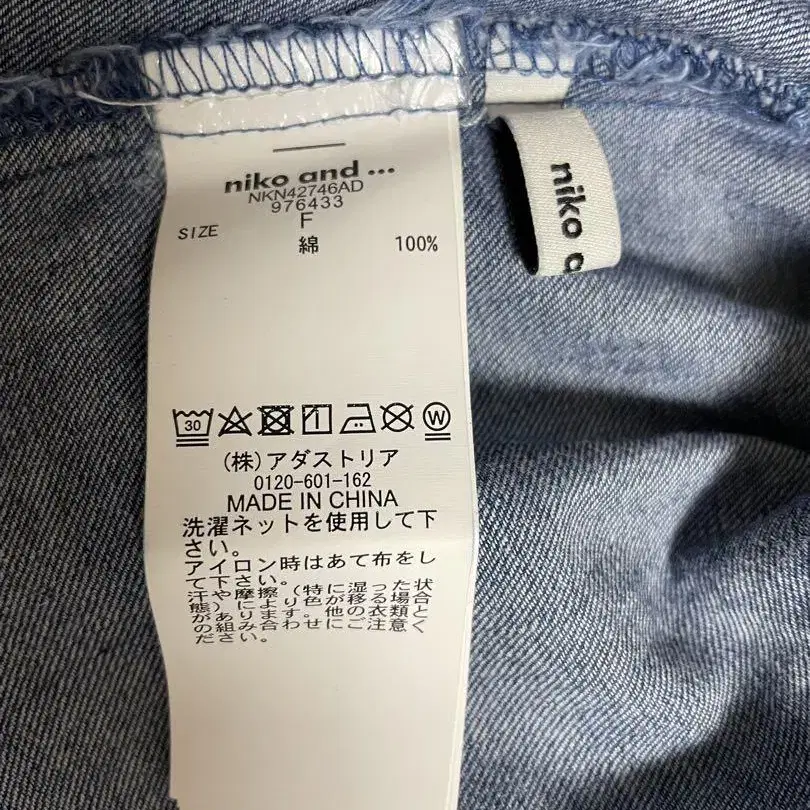 niko and ...
NKN42746AD
976433
SIZE F
綿 100%
30
W
(株)アダストリア
0120-601-162
MADE IN CHINA
洗濯ネットを使用して下
さい。
アイロン時はあて布をし
て下さい。
汗や摩擦(特に湿った状
態)により色が移る場合
があります。他の衣類と
の組み合わせにご注意く
ださい。
niko a